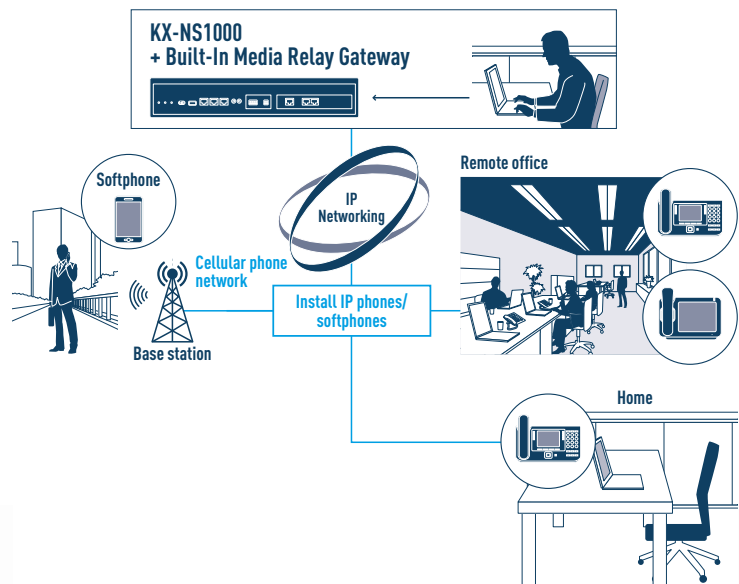 KX-NS1000
+ Built-In Media Relay Gateway
Softphone
IP
Networking
Remote office
Cellular phone
network
Install IP phones/
softphones
Base station
Home